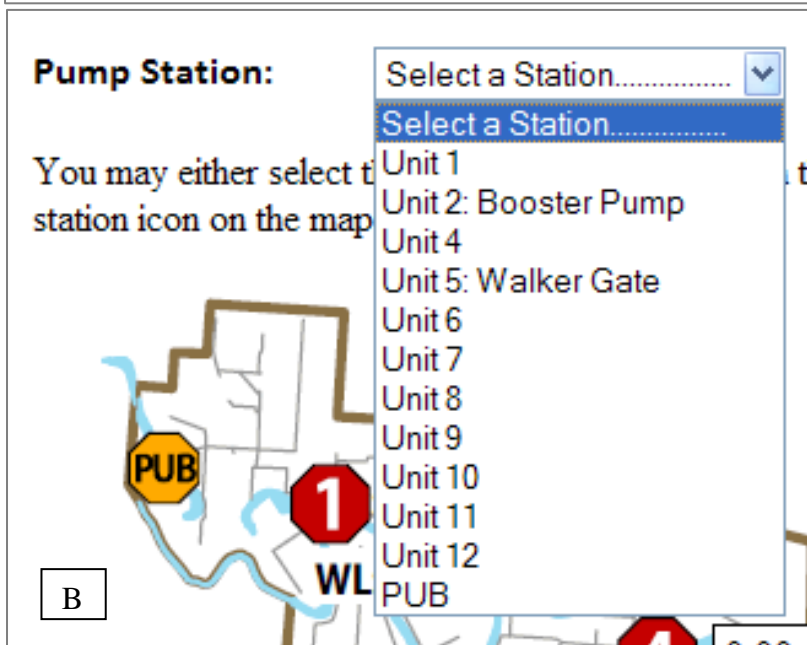 Pump Station:
Select a Station................
Select a Station................
Unit 1
Unit 2: Booster Pump
Unit 4
Unit 5: Walker Gate
Unit 6
Unit 7
Unit 8
Unit 9
Unit 10
Unit 11
Unit 12
PUB
You may either select
station icon on the map
PUB
1
WL
B